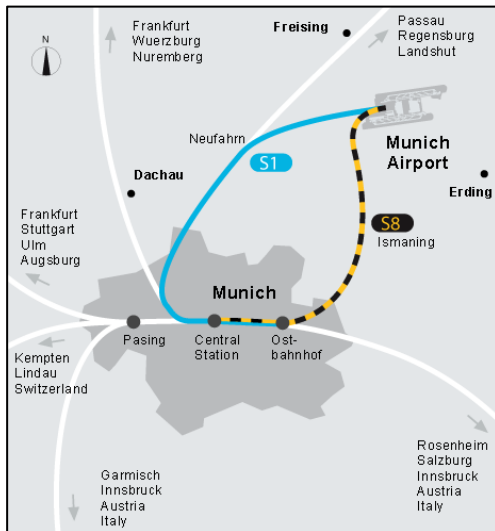 N
Frankfurt
Wuerzburg
Nuremberg
Freising
Passau
Regensburg
Landshut
Neufahrn
Munich
Airport
S1
Dachau
Erding
Frankfurt
Stuttgart
Ulm
Augsburg
S8
Ismaning
Munich
Pasing
Central
Station
Ost-
bahnhof
Kempten
Lindau
Switzerland
Rosenheim
Salzburg
Innsbruck
Austria
Italy
Garmisch
Innsbruck
Austria
Italy